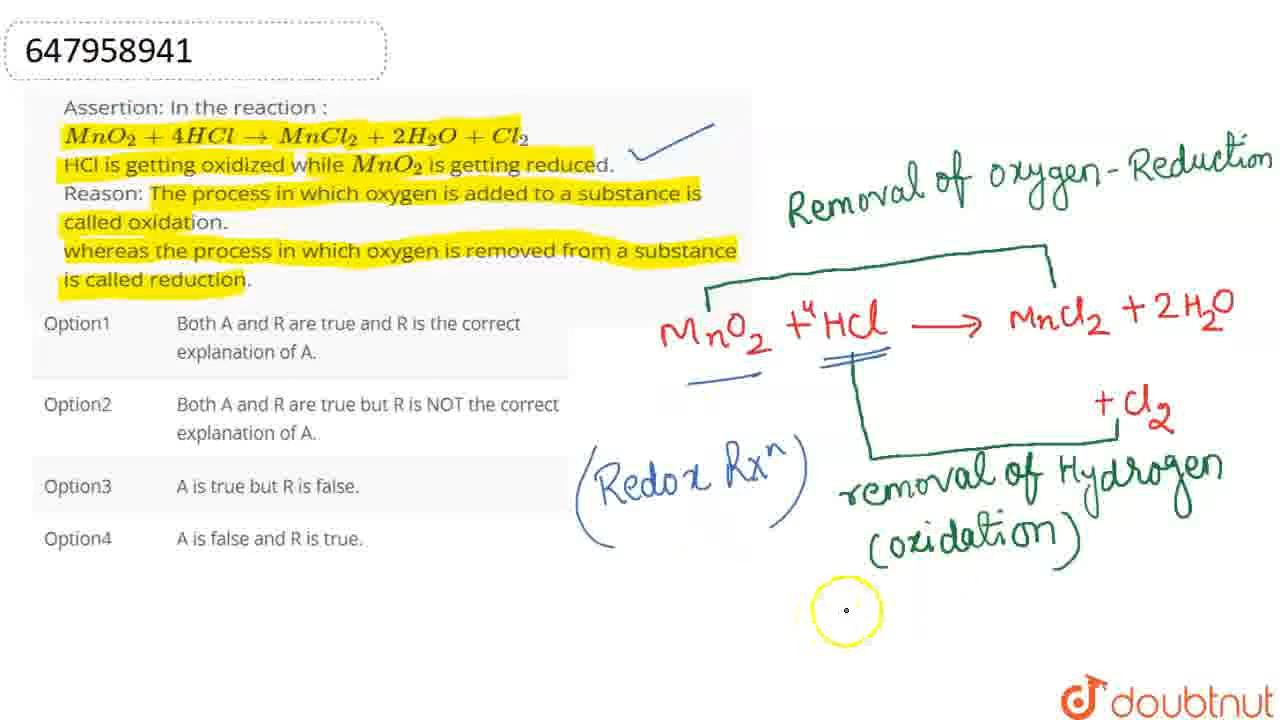 647958941
Assertion: In the reaction :
MnO₂ + 4HCl → MnCl₂ + 2H₂O + Cl₂
HCl is getting oxidized while MnO₂ is getting reduced.
Reason: The process in which oxygen is added to a substance is
called oxidation.
whereas the process in which oxygen is removed from a substance
is called reduction.
Option1 Both A and R are true and R is the correct
explanation of A.
Option2 Both A and R are true but R is NOT the correct
explanation of A.
Option3 A is true but R is false.
Option4 A is false and R is true.
Removal of oxygen-Reduction
MnO₂ + 4HCl → MnCl₂ + 2H₂O
+ Cl₂
(Redox Rxⁿ)
removal of Hydrogen
(oxidation)
doubtnut